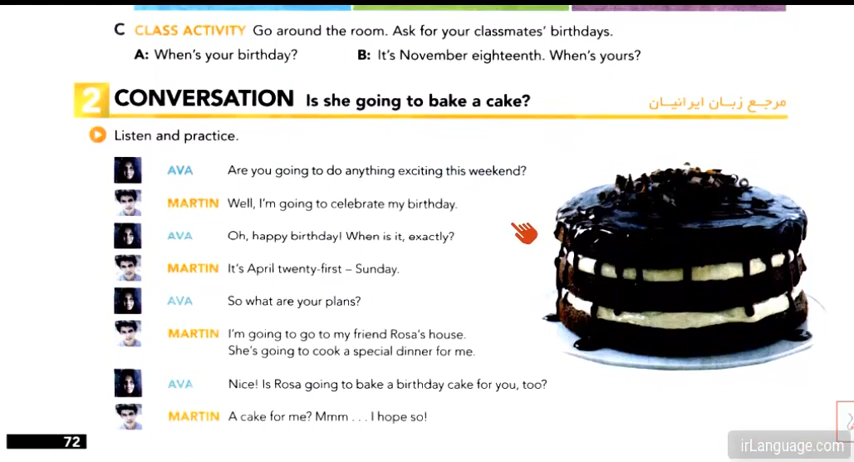 C CLASS ACTIVITY Go around the room. Ask for your classmates' birthdays.
A: When's your birthday? B: It's November eighteenth. When's yours?
2 CONVERSATION Is she going to bake a cake? مرجع زبان ایرانیان
Listen and practice.
AVA Are you going to do anything exciting this weekend?
MARTIN Well, I'm going to celebrate my birthday.
AVA Oh, happy birthday! When is it, exactly?
MARTIN It's April twenty-first – Sunday.
AVA So what are your plans?
MARTIN I'm going to go to my friend Rosa's house.
She's going to cook a special dinner for me.
AVA Nice! Is Rosa going to bake a birthday cake for you, too?
MARTIN A cake for me? Mmm . . . I hope so!
72
irLanguage.com